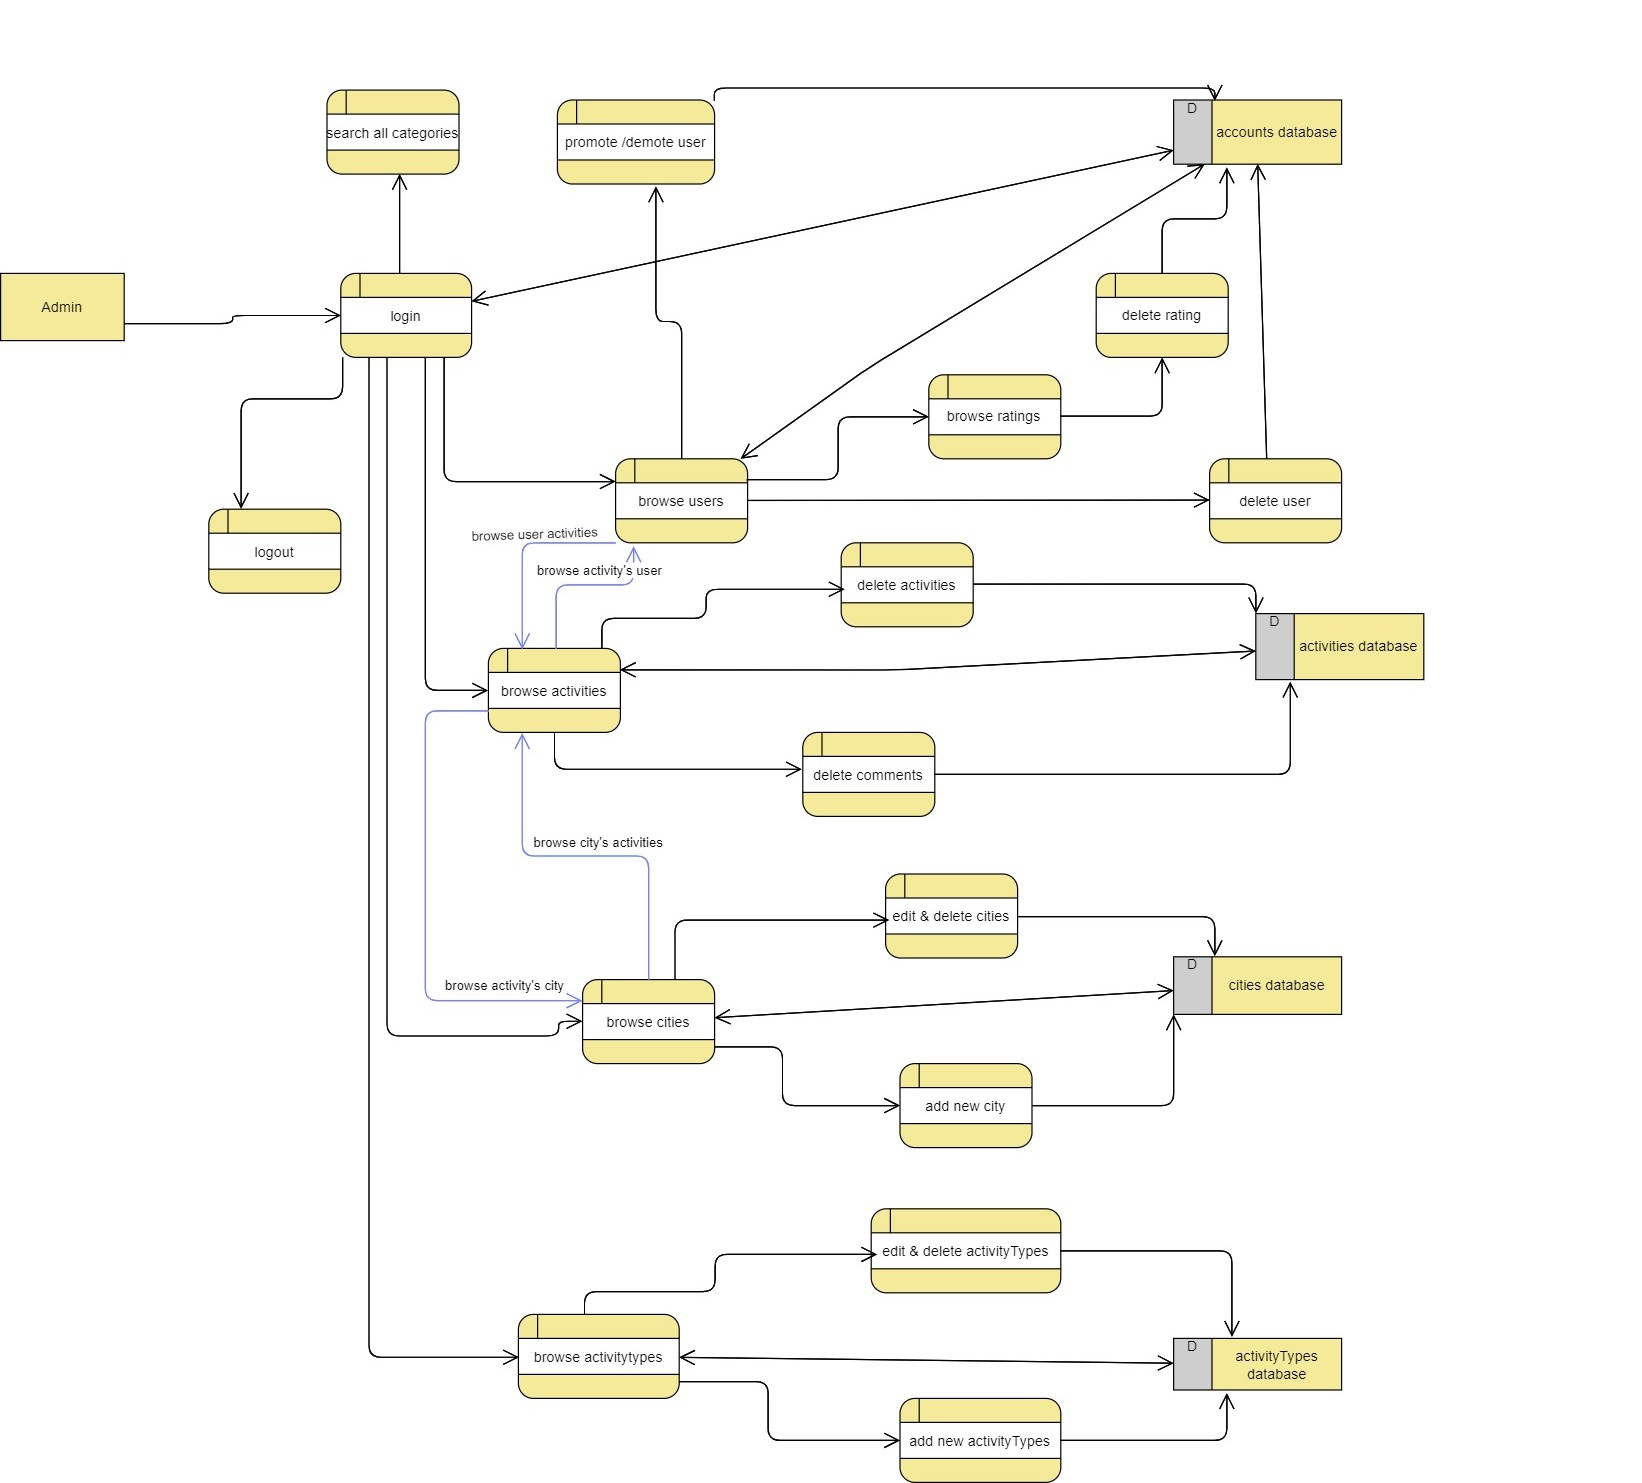 D
accounts database
search all categories
promote /demote user
Admin
login
delete rating
browse ratings
browse users
delete user
browse user activities
logout
browse activity's user
delete activities
D
activities database
browse activities
delete comments
browse city's activities
edit & delete cities
D
cities database
browse activity's city
browse cities
add new city
edit & delete activityTypes
D
activityTypes
database
browse activitytypes
add new activityTypes